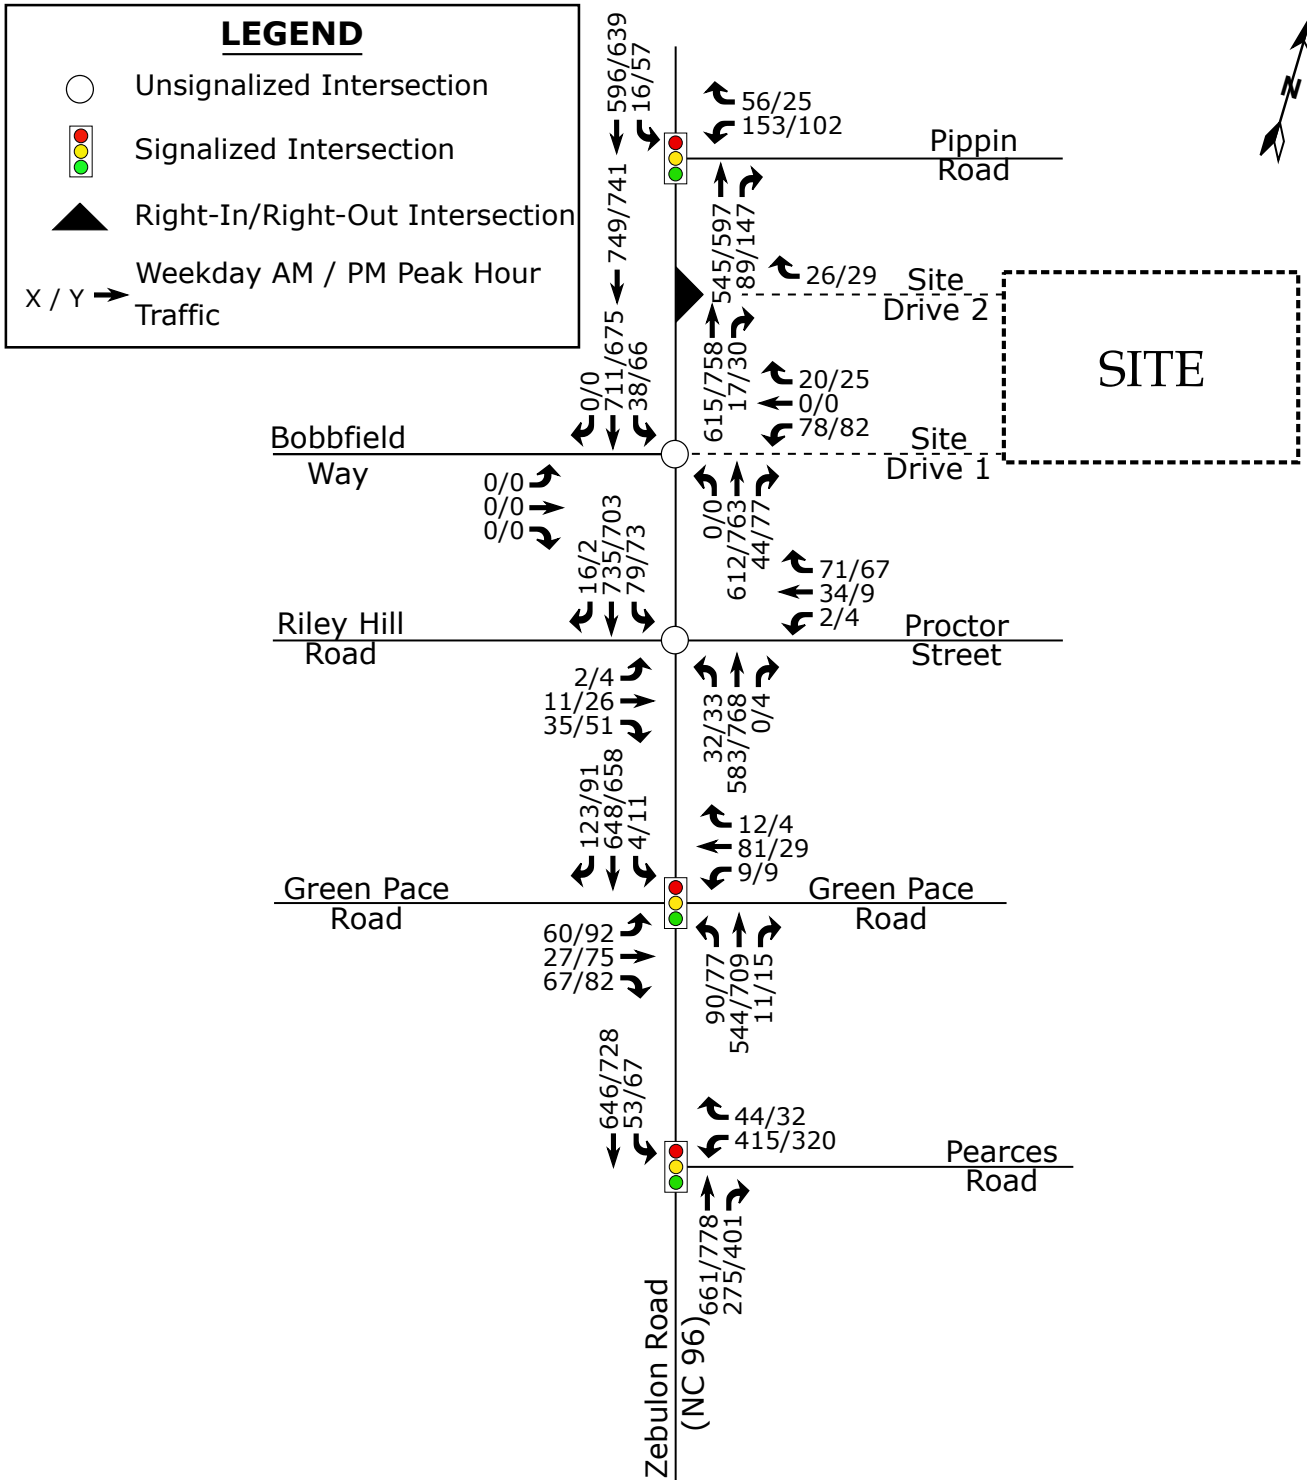 LEGEND
Unsignalized Intersection
Signalized Intersection
Right-In/Right-Out Intersection
X / Y
Weekday AM / PM Peak Hour
Traffic
N
596/639
16/57
56/25
153/102
Pippin
Road
749/741
545/597
89/147
26/29
Site
Drive 2
SITE
0/0
711/675
38/66
615/758
17/30
20/25
0/0
78/82
Bobbfield
Way
Site
Drive 1
0/0
0/0
0/0
0/0
612/763
44/77
16/2
735/703
79/73
71/67
34/9
2/4
Riley Hill
Road
Proctor
Street
2/4
11/26
35/51
32/33
583/768
0/4
123/91
648/658
4/11
12/4
81/29
9/9
Green Pace
Road
Green Pace
Road
60/92
27/75
67/82
90/77
544/709
11/15
646/728
53/67
44/32
415/320
Pearces
Road
661/778
275/401
Zebulon Road
(NC 96)